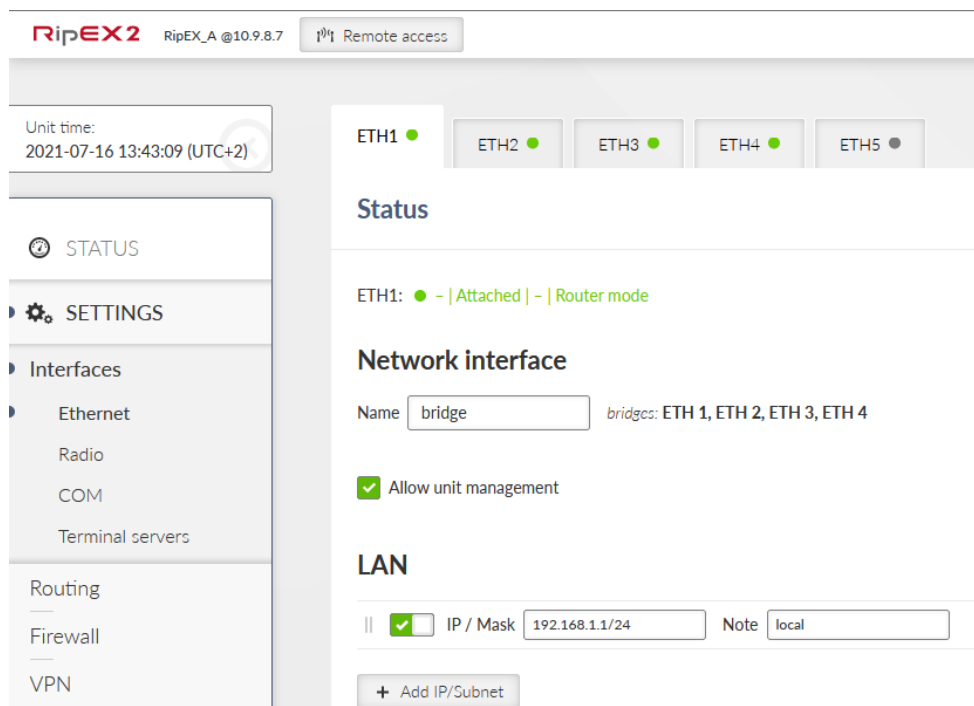 RipEX2 RipEX_A @10.9.8.7 Remote access
Unit time:
2021-07-16 13:43:09 (UTC+2)
STATUS
SETTINGS
Interfaces
Ethernet
Radio
COM
Terminal servers
Routing
Firewall
VPN
ETH1 ETH2 ETH3 ETH4 ETH5
Status
ETH1: – | Attached | – | Router mode
Network interface
Name bridge bridges: ETH 1, ETH 2, ETH 3, ETH 4
Allow unit management
LAN
IP / Mask 192.168.1.1/24 Note local
+ Add IP/Subnet